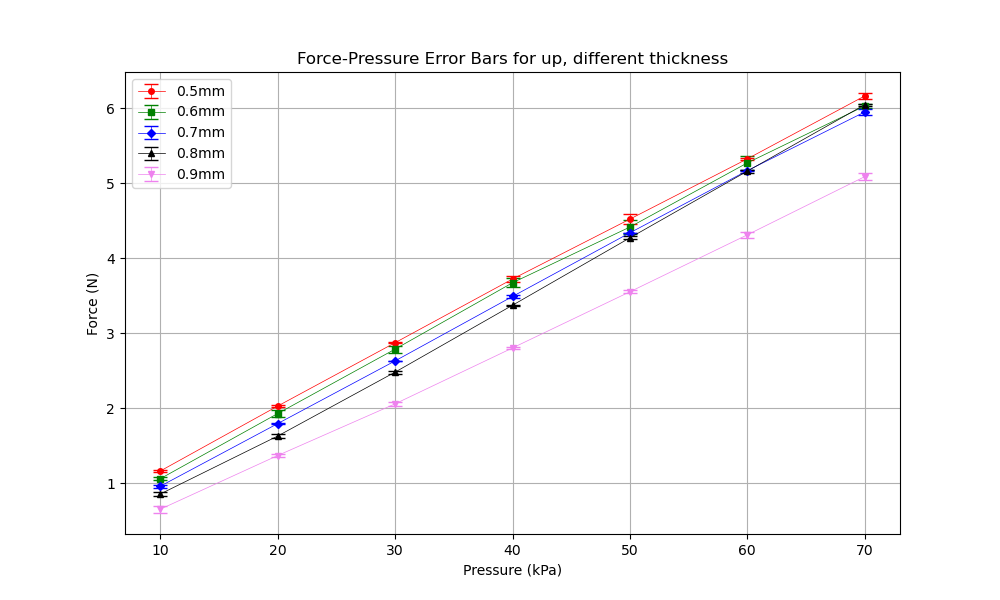 Force-Pressure Error Bars for up, different thickness
0.5mm
0.6mm
0.7mm
0.8mm
0.9mm
6
5
4
3
2
1
Force (N)
10 20 30 40 50 60 70
Pressure (kPa)